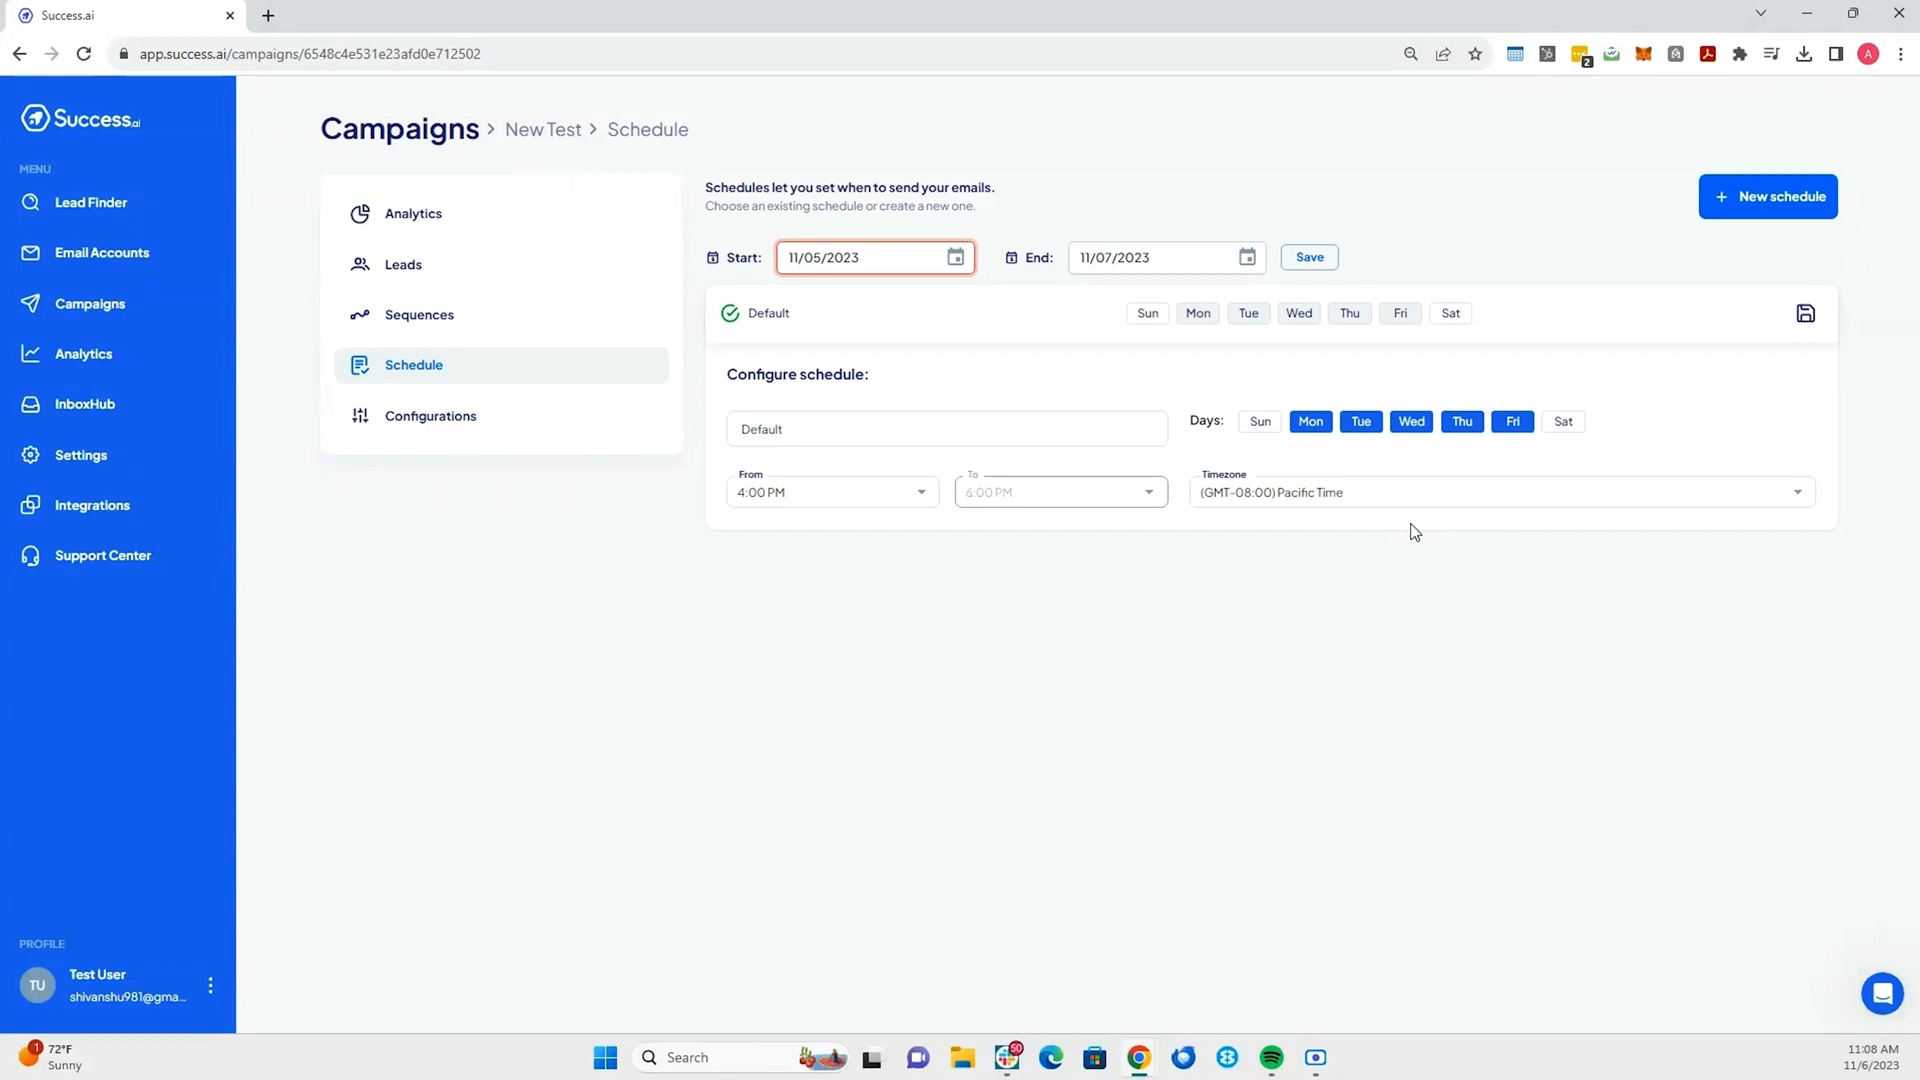 Success.ai
app.success.ai/campaigns/6548c4e531e23afd0e712502
2
A
Success.ai
MENU
Lead Finder
Email Accounts
Campaigns
Analytics
InboxHub
Settings
Integrations
Support Center
PROFILE
TU
Test User
shivanshu981@gma...
Campaigns > New Test > Schedule
Analytics
Leads
Sequences
Schedule
Configurations
Schedules let you set when to send your emails.
Choose an existing schedule or create a new one.
+ New schedule
Start: 11/05/2023 End: 11/07/2023 Save
Default Sun Mon Tue Wed Thu Fri Sat
Configure schedule:
Default
Days: Sun Mon Tue Wed Thu Fri Sat
From To Timezone
4:00 PM 6:00 PM (GMT-08:00) Pacific Time
1
72°F
Sunny
Search
50
11:08 AM
11/6/2023